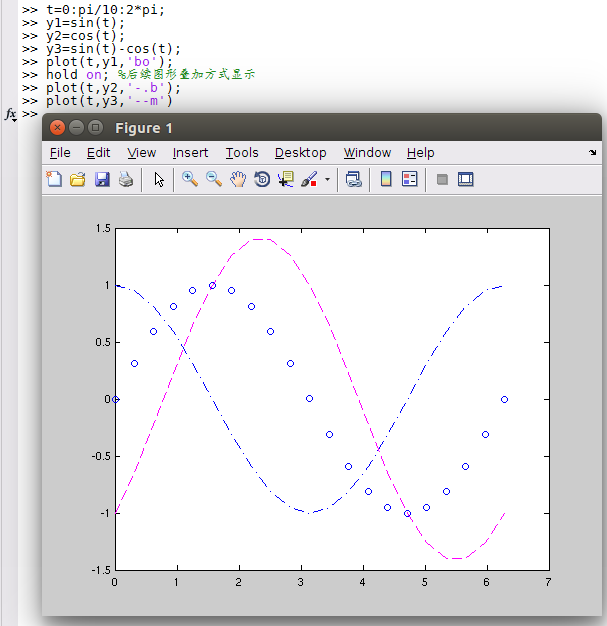 >> t=0:pi/10:2*pi;
>> y1=sin(t);
>> y2=cos(t);
>> y3=sin(t)-cos(t);
>> plot(t,y1,'bo');
>> hold on; %后续图形叠加方式显示
>> plot(t,y2,'-.b');
>> plot(t,y3,'--m')
fx >>
Figure 1
File Edit View Insert Tools Desktop Window Help
1.5
1
0.5
0
-0.5
-1
-1.5
0 1 2 3 4 5 6 7